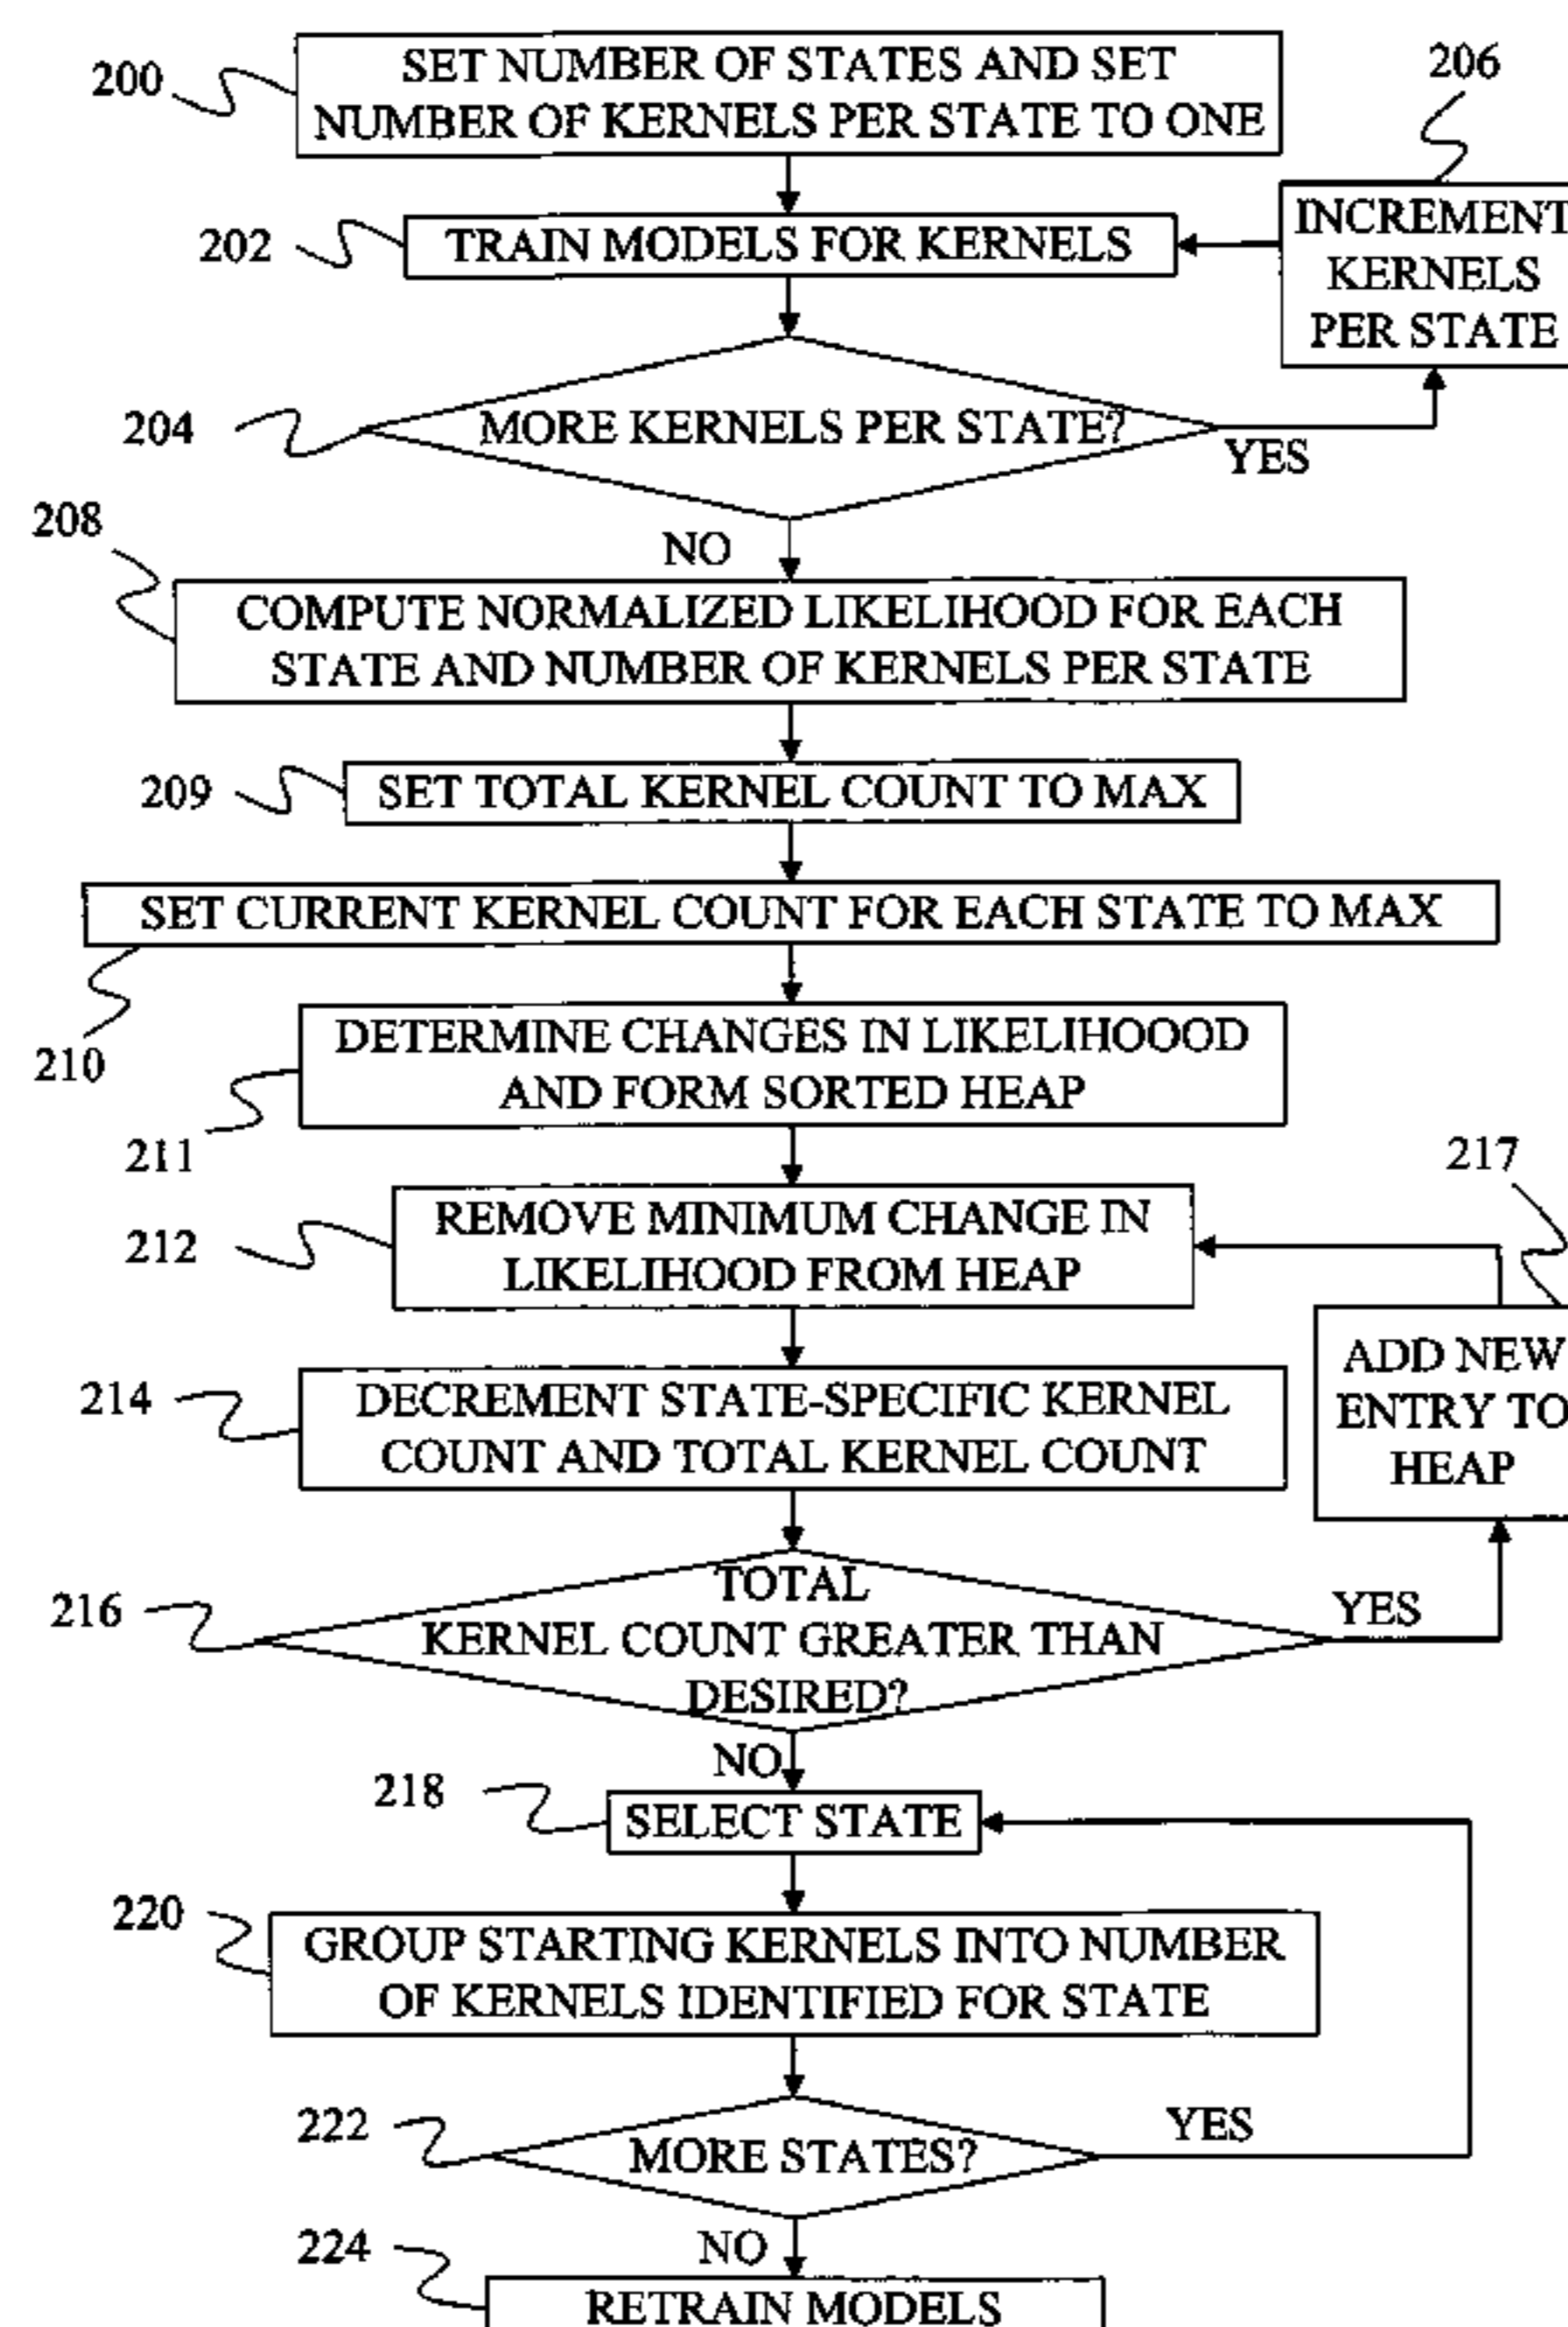 200
SET NUMBER OF STATES AND SET
NUMBER OF KERNELS PER STATE TO ONE
206
INCREMENT
KERNELS
PER STATE
202
TRAIN MODELS FOR KERNELS
204
MORE KERNELS PER STATE?
YES
NO
208
COMPUTE NORMALIZED LIKELIHOOD FOR EACH
STATE AND NUMBER OF KERNELS PER STATE
209
SET TOTAL KERNEL COUNT TO MAX
SET CURRENT KERNEL COUNT FOR EACH STATE TO MAX
210
DETERMINE CHANGES IN LIKELIHOOOD
AND FORM SORTED HEAP
211
217
212
REMOVE MINIMUM CHANGE IN
LIKELIHOOD FROM HEAP
ADD NEW
ENTRY TO
HEAP
214
DECREMENT STATE-SPECIFIC KERNEL
COUNT AND TOTAL KERNEL COUNT
216
TOTAL
KERNEL COUNT GREATER THAN
DESIRED?
YES
NO
218
SELECT STATE
220
GROUP STARTING KERNELS INTO NUMBER
OF KERNELS IDENTIFIED FOR STATE
222
MORE STATES?
YES
NO
224
RETRAIN MODELS